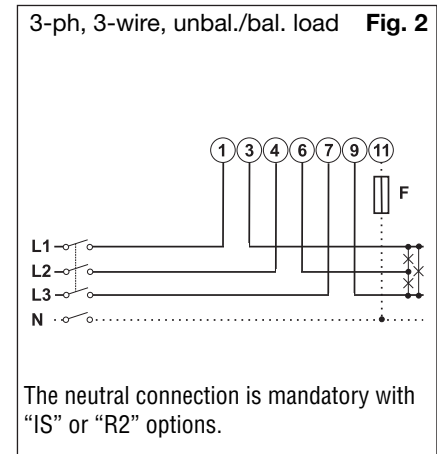 3-ph, 3-wire, unbal./bal. load Fig. 2
1 3 4 6 7 9 11
F
L1
L2
L3
N
The neutral connection is mandatory with
“IS” or “R2” options.